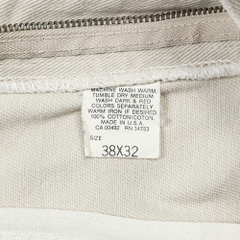 MACHINE WASH WARM,
TUMBLE DRY MEDIUM.
WASH DARK & RED
COLORS SEPARATELY.
WARM IRON IF DESIRED
100% COTTON/COTON.
MADE IN U.S.A.
CA 00492 RN 34783
SIZE
38X32